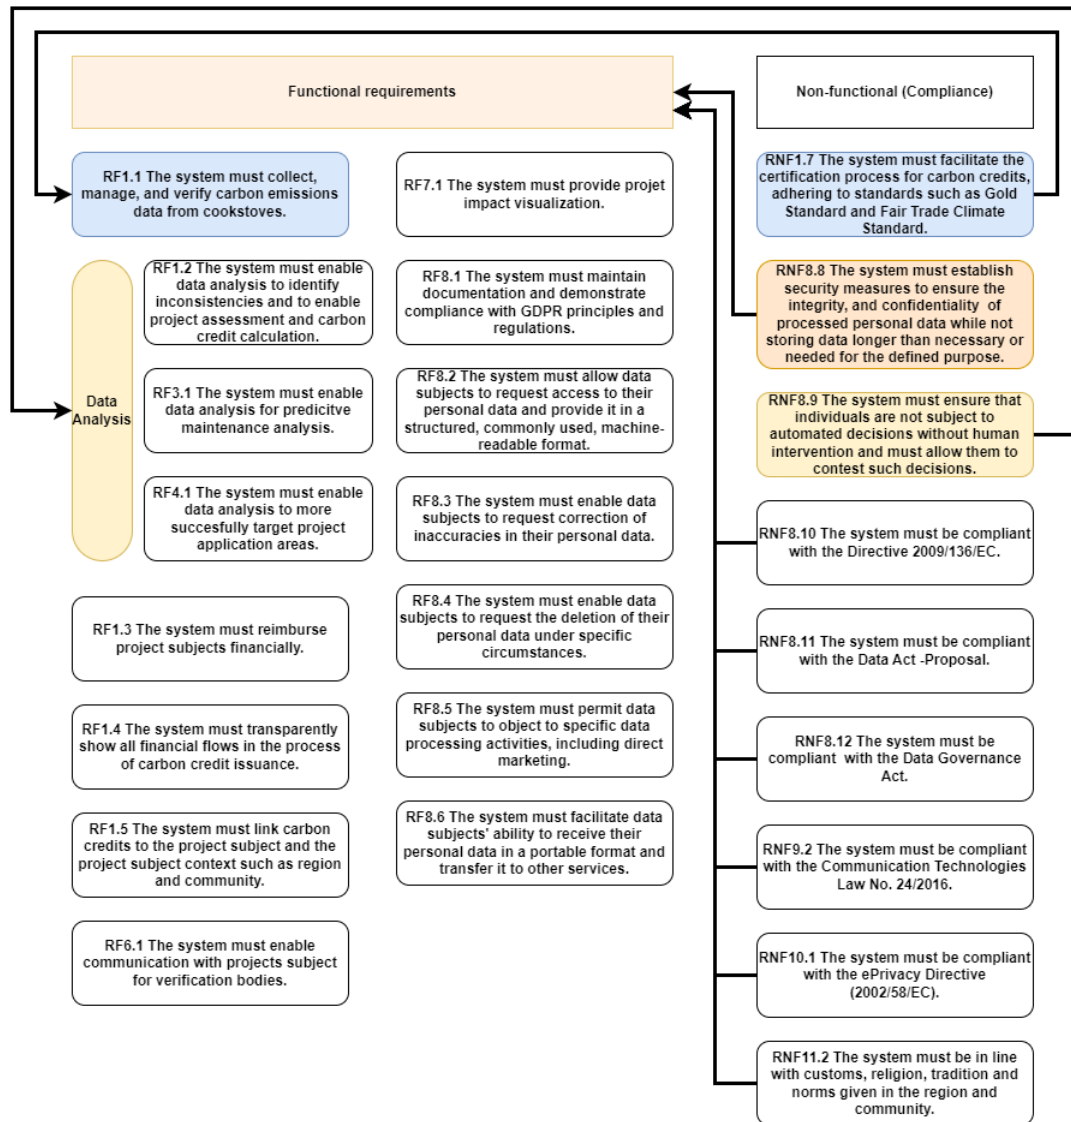 Functional requirements
Non-functional (Compliance)
RF1.1 The system must collect,
manage, and verify carbon emissions
data from cookstoves.
RF7.1 The system must provide projet
impact visualization.
RNF1.7 The system must facilitate the
certification process for carbon credits,
adhering to standards such as Gold
Standard and Fair Trade Climate
Standard.
Data
Analysis
RF1.2 The system must enable
data analysis to identify
inconsistencies and to enable
project assessment and carbon
credit calculation.
RF8.1 The system must maintain
documentation and demonstrate
compliance with GDPR principles and
regulations.
RNF8.8 The system must establish
security measures to ensure the
integrity, and confidentiality of
processed personal data while not
storing data longer than necessary or
needed for the defined purpose.
RF3.1 The system must enable
data analysis for predicitve
maintenance analysis.
RF8.2 The system must allow data
subjects to request access to their
personal data and provide it in a
structured, commonly used, machine-
readable format.
RNF8.9 The system must ensure that
individuals are not subject to
automated decisions without human
intervention and must allow them to
contest such decisions.
RF4.1 The system must enable
data analysis to more
succesfully target project
application areas.
RF8.3 The system must enable data
subjects to request correction of
inaccuracies in their personal data.
RNF8.10 The system must be compliant
with the Directive 2009/136/EC.
RF1.3 The system must reimburse
project subjects financially.
RF8.4 The system must enable data
subjects to request the deletion of their
personal data under specific
circumstances.
RNF8.11 The system must be compliant
with the Data Act -Proposal.
RF1.4 The system must transparently
show all financial flows in the process
of carbon credit issuance.
RF8.5 The system must permit data
subjects to object to specific data
processing activities, including direct
marketing.
RNF8.12 The system must be
compliant with the Data Governance
Act.
RF1.5 The system must link carbon
credits to the project subject and the
project subject context such as region
and community.
RF8.6 The system must facilitate data
subjects' ability to receive their
personal data in a portable format and
transfer it to other services.
RNF9.2 The system must be compliant
with the Communication Technologies
Law No. 24/2016.
RF6.1 The system must enable
communication with projects subject
for verification bodies.
RNF10.1 The system must be compliant
with the ePrivacy Directive
(2002/58/EC).
RNF11.2 The system must be in line
with customs, religion, tradition and
norms given in the region and
community.